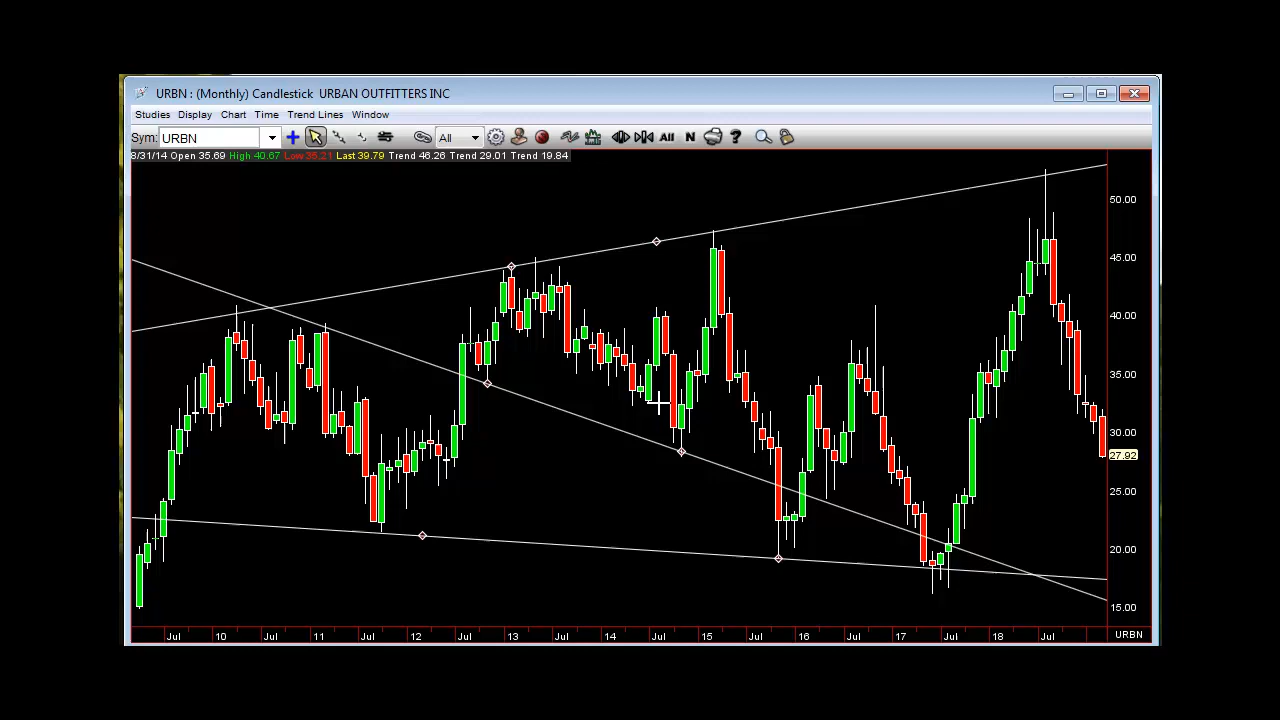 URBN : (Monthly) Candlestick URBAN OUTFITTERS INC
Studies Display Chart Time Trend Lines Window
Sym: URBN All All N ?
8/31/14 Open 35.69 High 40.67 Low 36.21 Last 39.79 Trend 46.26 Trend 29.01 Trend 19.84
50.00
45.00
40.00
35.00
30.00
27.92
25.00
20.00
15.00
Jul 10 Jul 11 Jul 12 Jul 13 Jul 14 Jul 15 Jul 16 Jul 17 Jul 18 Jul URBN